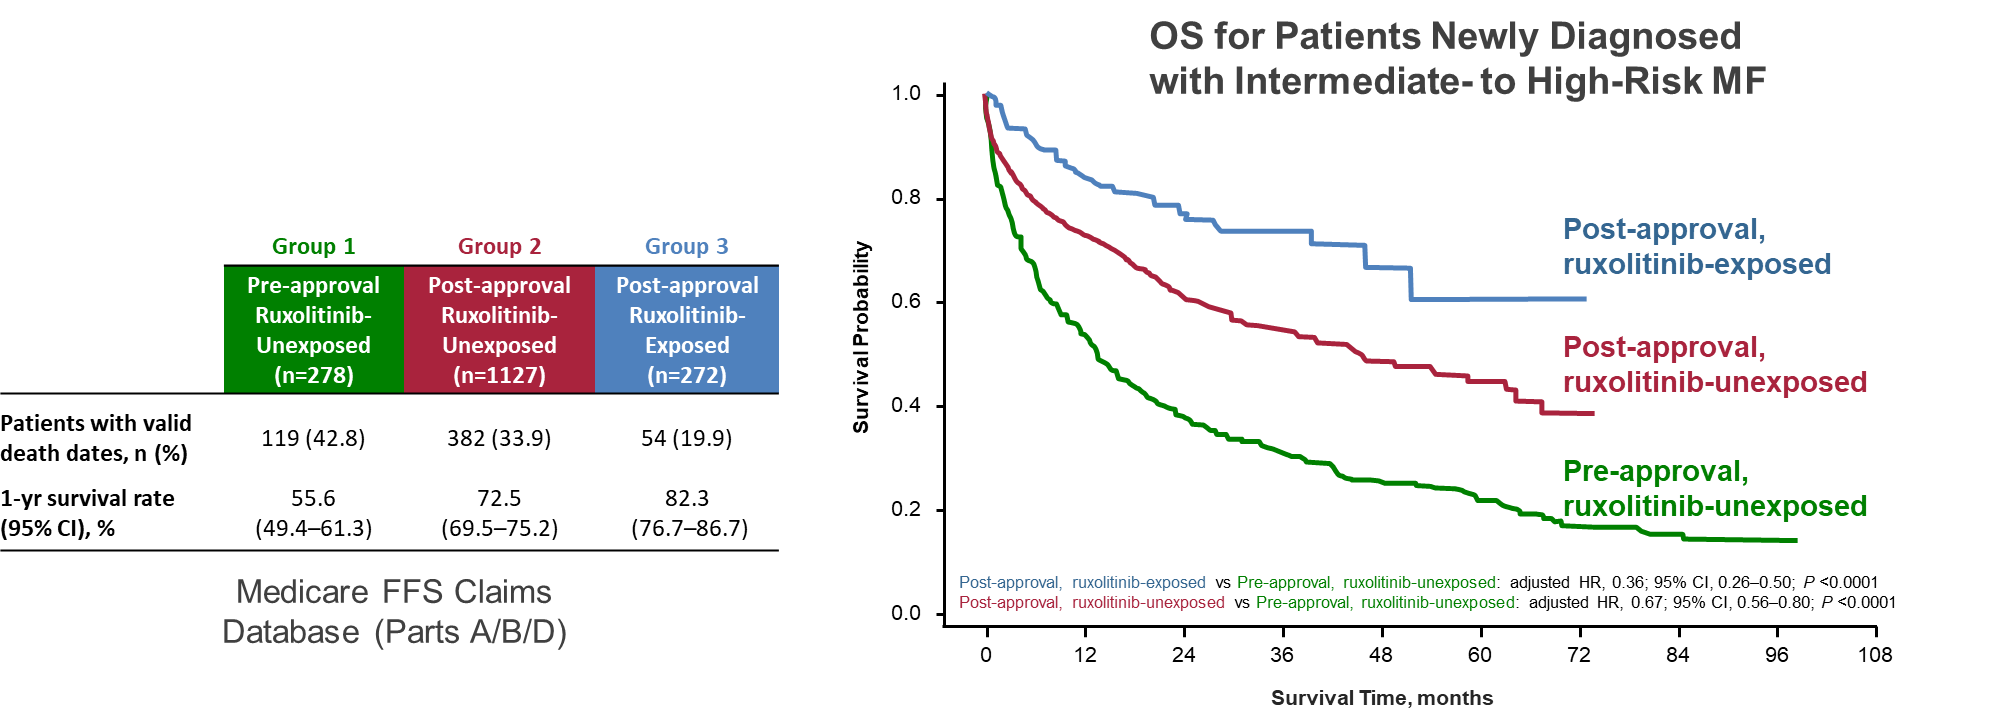 Group 1 Group 2 Group 3
Pre-approval Post-approval Post-approval
Ruxolitinib- Ruxolitinib- Ruxolitinib-
Unexposed Unexposed Exposed
(n=278) (n=1127) (n=272)
Patients with valid
death dates, n (%) 119 (42.8) 382 (33.9) 54 (19.9)
1-yr survival rate 55.6 72.5 82.3
(95% CI), % (49.4–61.3) (69.5–75.2) (76.7–86.7)
Medicare FFS Claims
Database (Parts A/B/D)
OS for Patients Newly Diagnosed
with Intermediate- to High-Risk MF
Survival Probability
1.0
0.8
0.6
0.4
0.2
0.0
Post-approval,
ruxolitinib-exposed
Post-approval,
ruxolitinib-unexposed
Pre-approval,
ruxolitinib-unexposed
Post-approval, ruxolitinib-exposed vs Pre-approval, ruxolitinib-unexposed: adjusted HR, 0.36; 95% CI, 0.26–0.50; P <0.0001
Post-approval, ruxolitinib-unexposed vs Pre-approval, ruxolitinib-unexposed: adjusted HR, 0.67; 95% CI, 0.56–0.80; P <0.0001
0 12 24 36 48 60 72 84 96 108
Survival Time, months